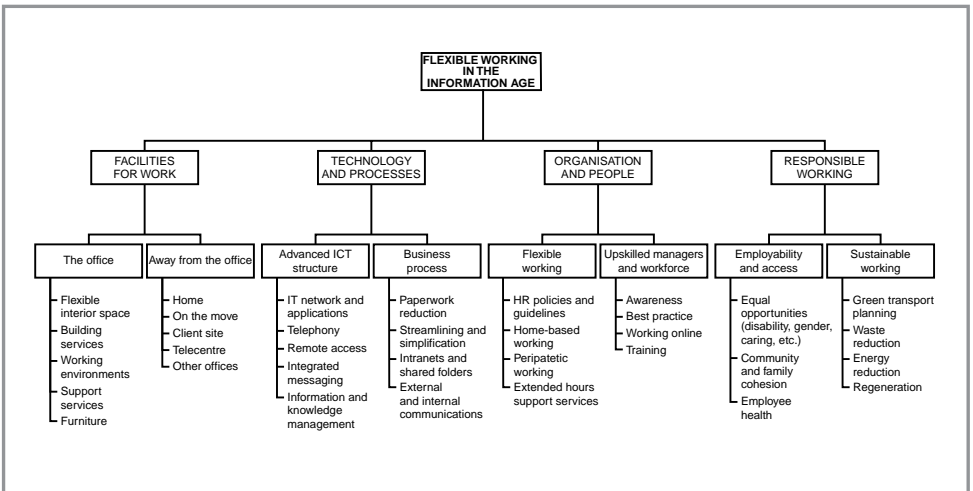 FLEXIBLE WORKING
IN THE
INFORMATION AGE
FACILITIES
FOR WORK
TECHNOLOGY
AND PROCESSES
ORGANISATION
AND PEOPLE
RESPONSIBLE
WORKING
The office
Away from the office
Advanced ICT
structure
Business
process
Flexible
working
Upskilled managers
and workforce
Employability
and access
Sustainable
working
Flexible
interior space
Building
services
Working
environments
Support
services
Furniture
Home
On the move
Client site
Telecentre
Other offices
IT network and
applications
Telephony
Remote access
Integrated
messaging
Information and
knowledge
management
Paperwork
reduction
Streamlining and
simplification
Intranets and
shared folders
External
and internal
communications
HR policies and
guidelines
Home-based
working
Peripatetic
working
Extended hours
support services
Awareness
Best practice
Working online
Training
Equal
opportunities
(disability, gender,
caring, etc.)
Community
and family
cohesion
Employee
health
Green transport
planning
Waste
reduction
Energy
reduction
Regeneration